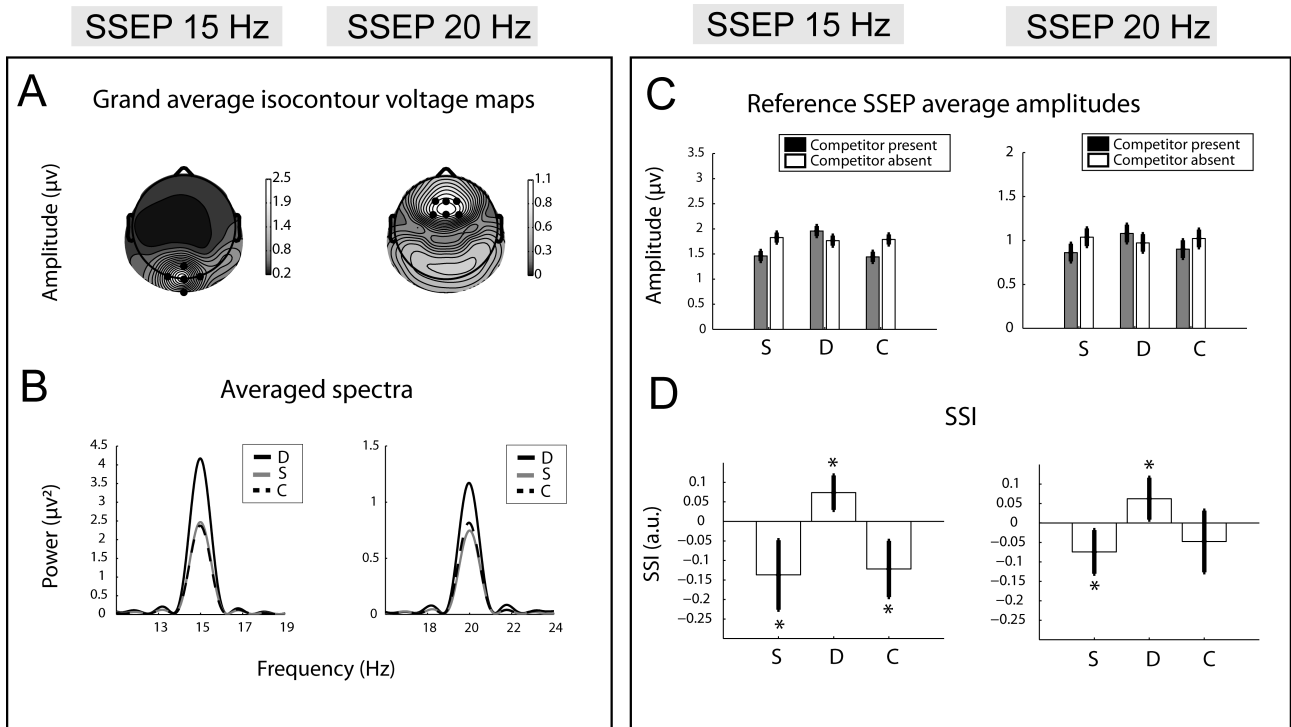 SSEP 15 Hz
SSEP 20 Hz
SSEP 15 Hz
SSEP 20 Hz
A
Grand average isocontour voltage maps
Amplitude (μv)
2.5
1.9
1.4
0.8
0.2
1.1
0.8
0.6
0.3
0
B
Averaged spectra
Power (μv²)
4.5
4
3.5
3
2.5
2
1.5
1
0.5
0
13
15
17
19
D
S
C
1.5
1
0.5
0
18
20
22
24
D
S
C
Frequency (Hz)
C
Reference SSEP average amplitudes
Amplitude (μv)
Competitor present
Competitor absent
3.5
3
2.5
2
1.5
1
0.5
0
S D C
Competitor present
Competitor absent
2
1.5
1
0.5
0
S D C
D
SSI
SSI (a.u.)
0.1
0.05
0
−0.05
−0.1
−0.15
−0.2
−0.25
*
*
*
S D C
0.1
0.05
0
−0.05
−0.1
−0.15
−0.2
−0.25
*
*
S D C